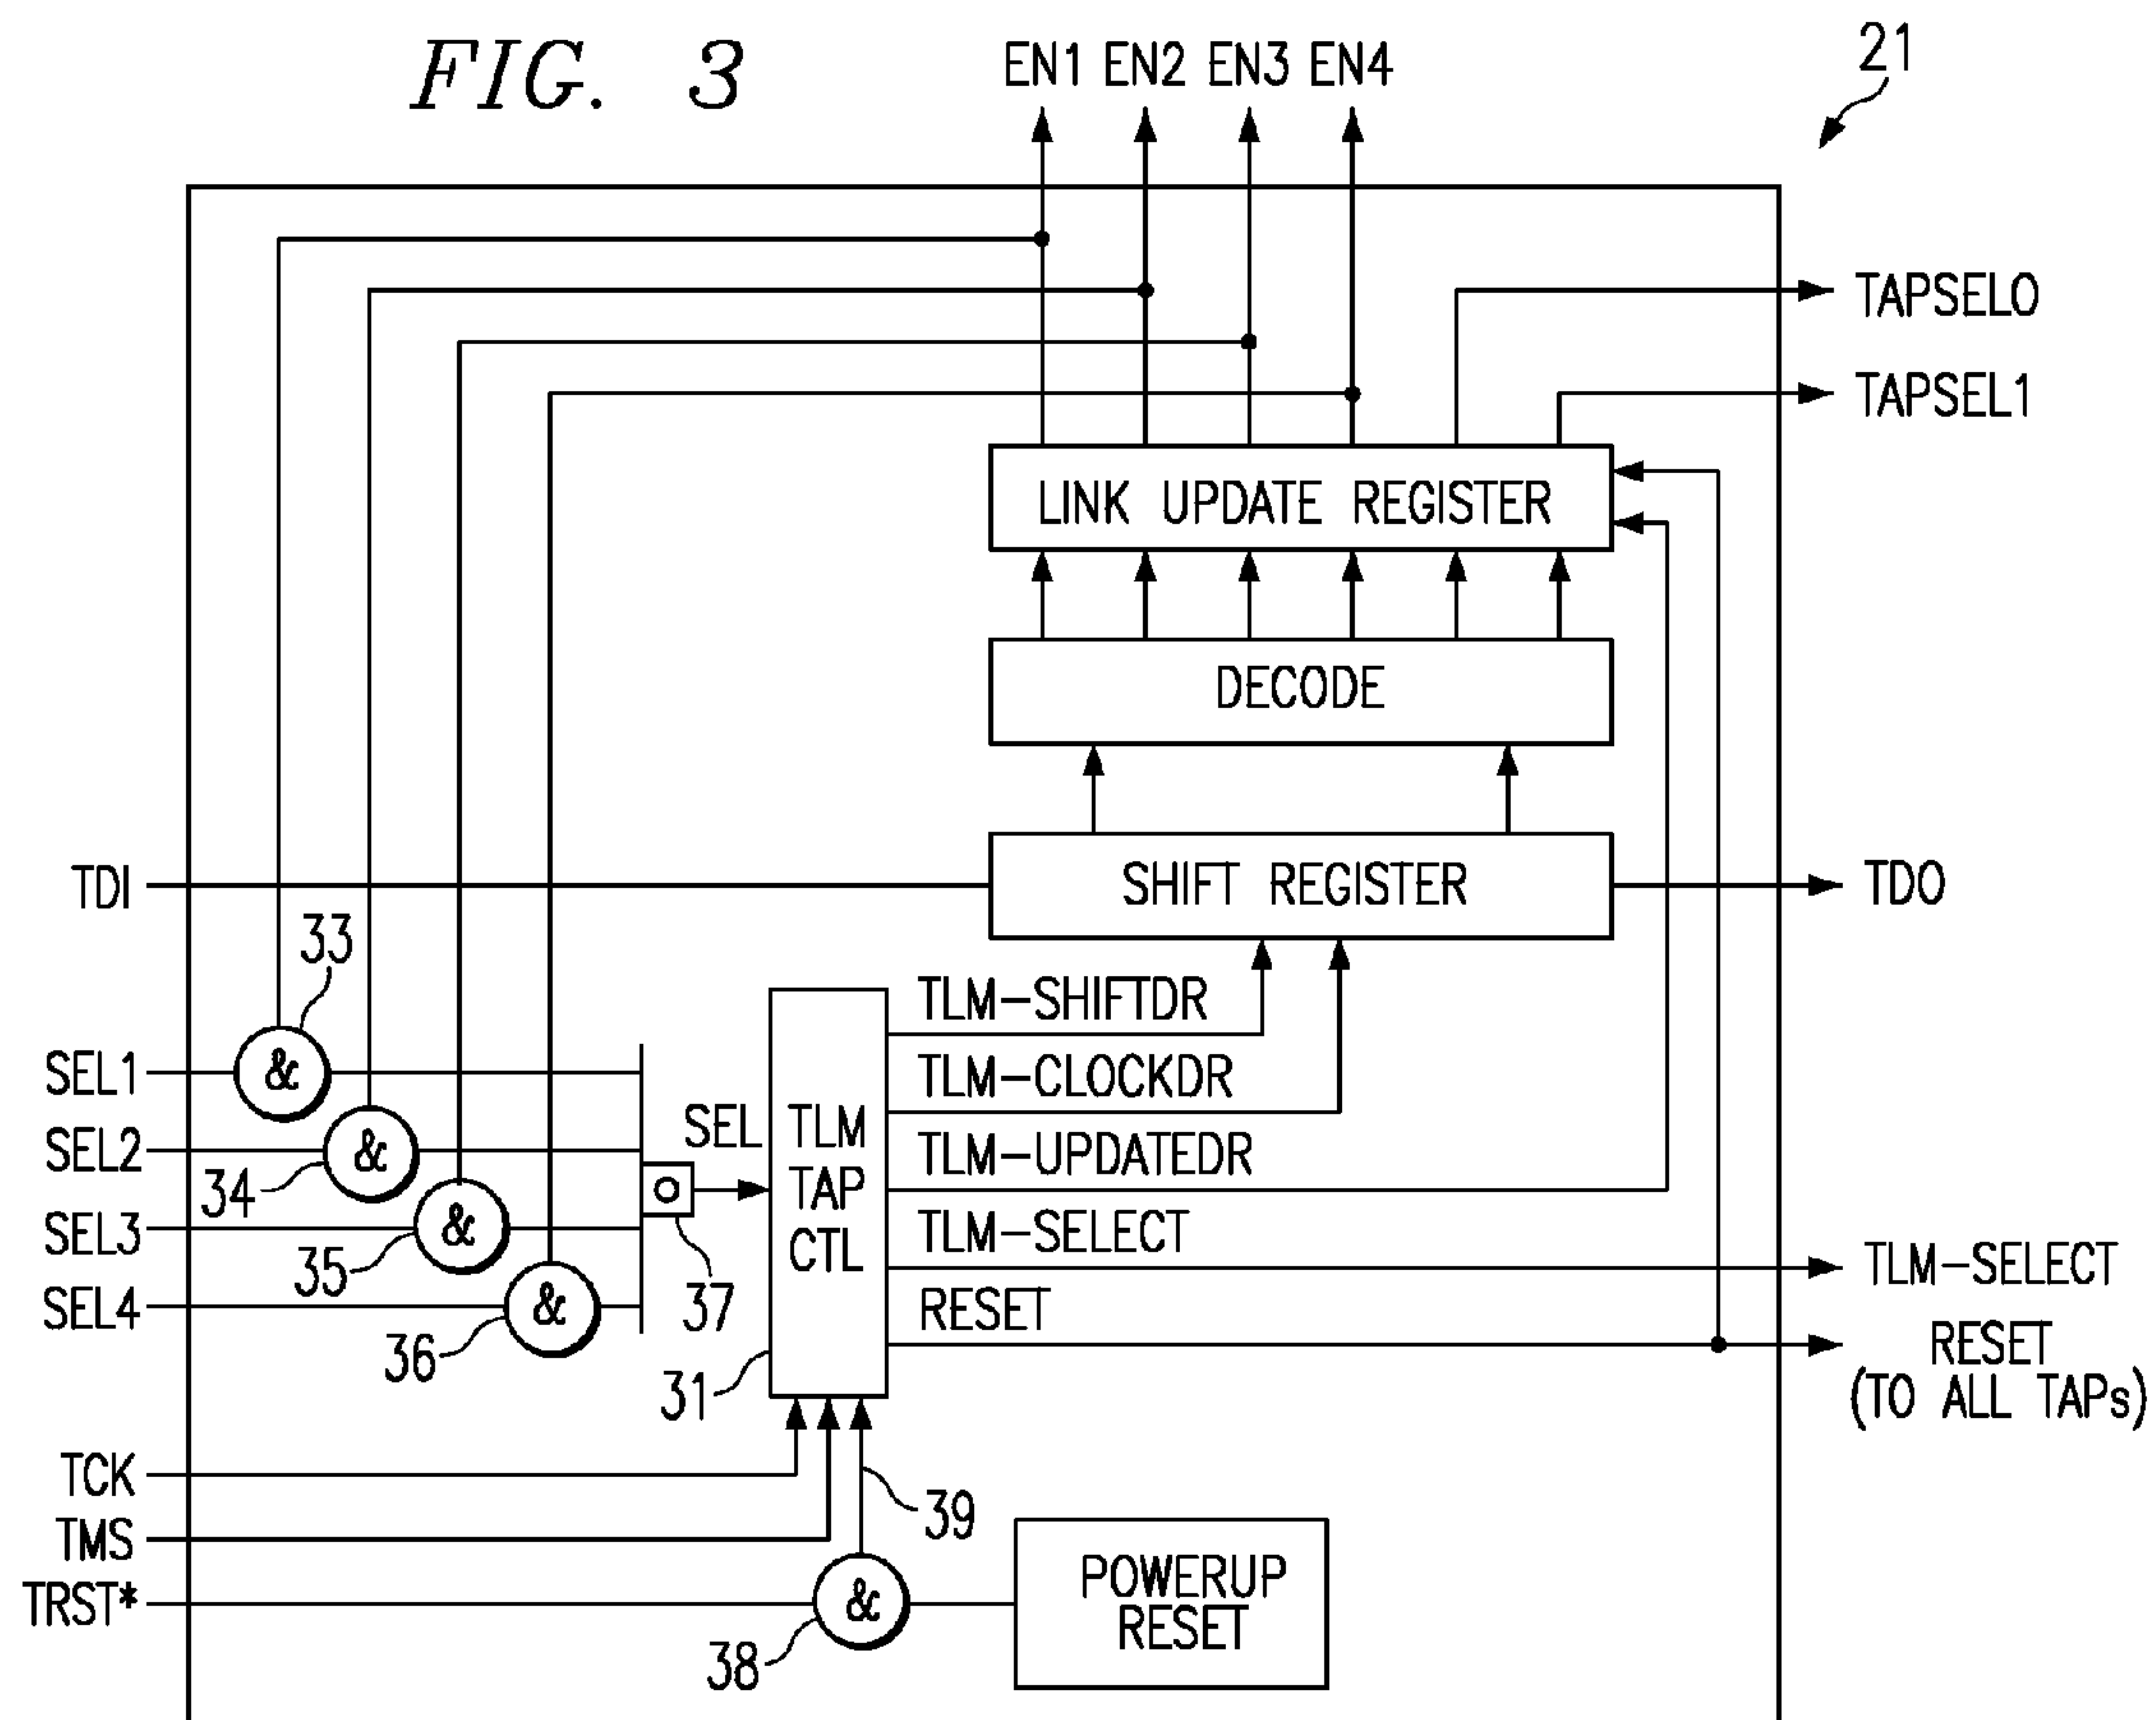 FIG. 3
EN1 EN2 EN3 EN4
21
TAPSEL0
TAPSEL1
LINK UPDATE REGISTER
DECODE
TDI
SHIFT REGISTER
TDO
33
SEL1
&
SEL2
&
34
SEL3
&
35
SEL4
&
36
SEL
37
TLM
TAP
CTL
31
TLM-SHIFTDR
TLM-CLOCKDR
TLM-UPDATEDR
TLM-SELECT
RESET
TLM-SELECT
RESET
(TO ALL TAPs)
TCK
TMS
TRST*
39
&
38
POWERUP
RESET